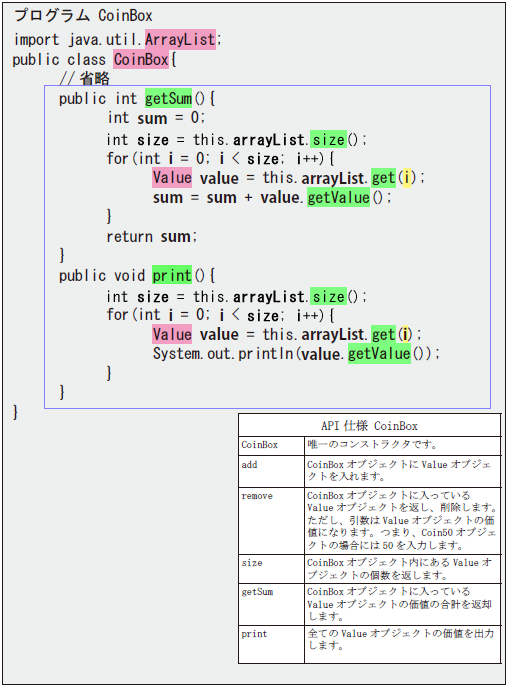 プログラム CoinBox
import java.util.ArrayList;
public class CoinBox{
// 省略
public int getSum(){
int sum = 0;
int size = this.arrayList.size();
for(int i = 0; i < size; i++){
Value value = this.arrayList.get(i);
sum = sum + value.getValue();
}
return sum;
}
public void print(){
int size = this.arrayList.size();
for(int i = 0; i < size; i++){
Value value = this.arrayList.get(i);
System.out.println(value.getValue());
}
}
}
API 仕様 CoinBox
CoinBox 唯一のコンストラクタです。
add CoinBox オブジェクトに Value オブジェ
クトを入れます。
remove CoinBox オブジェクトに入っている
Value オブジェクトを返し、削除します。
ただし、引数は Value オブジェクトの価
値になります。つまり、Coin50 オブジェ
クトの場合には 50 を入力します。
size CoinBox オブジェクト内にある Value オ
ブジェクトの個数を返します。
getSum CoinBox オブジェクトに入っている
Value オブジェクトの価値の合計を返却
します。
print 全ての Value オブジェクトの価値を出力
します。